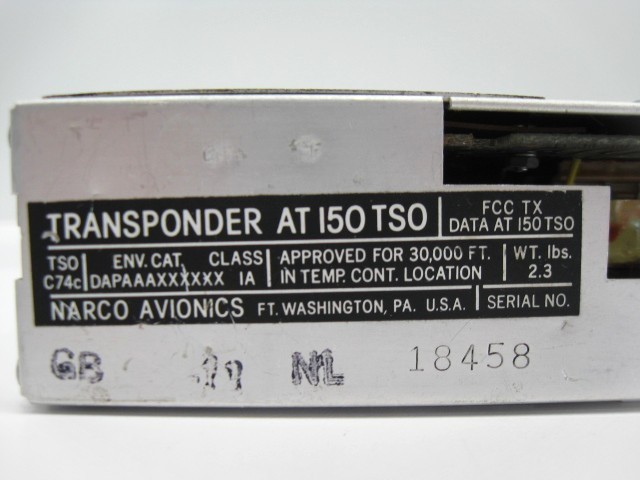 TRANSPONDER AT 150 TSO
FCC TX
DATA AT 150 TSO
TSO
C74c
ENV. CAT.
DAPAAAXXXXXX
CLASS
1A
APPROVED FOR 30,000 FT.
IN TEMP. CONT. LOCATION
WT. lbs.
2.3
NARCO AVIONICS FT. WASHINGTON, PA. U.S.A.
SERIAL NO.
GB NL 18458